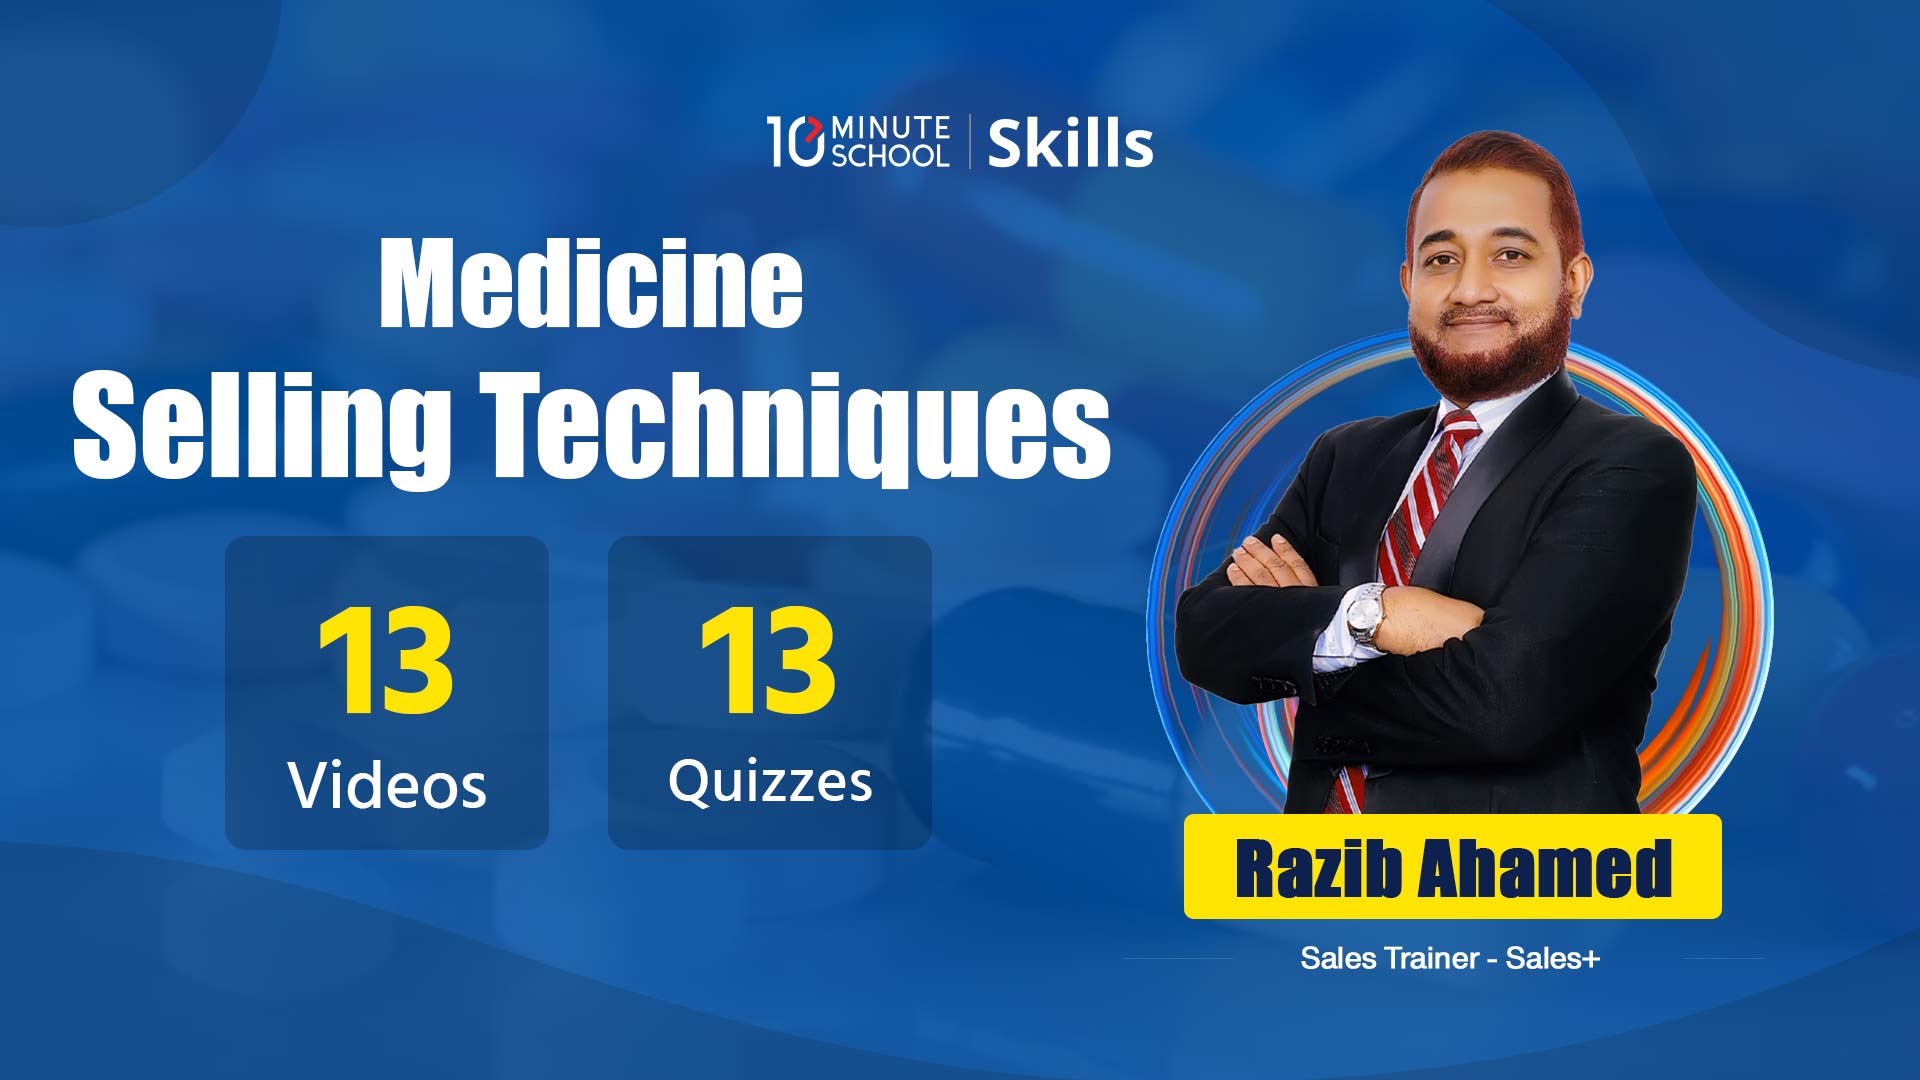 10 MINUTE SCHOOL | Skills
Medicine
Selling Techniques
13
Videos
13
Quizzes
Razib Ahamed
Sales Trainer - Sales+